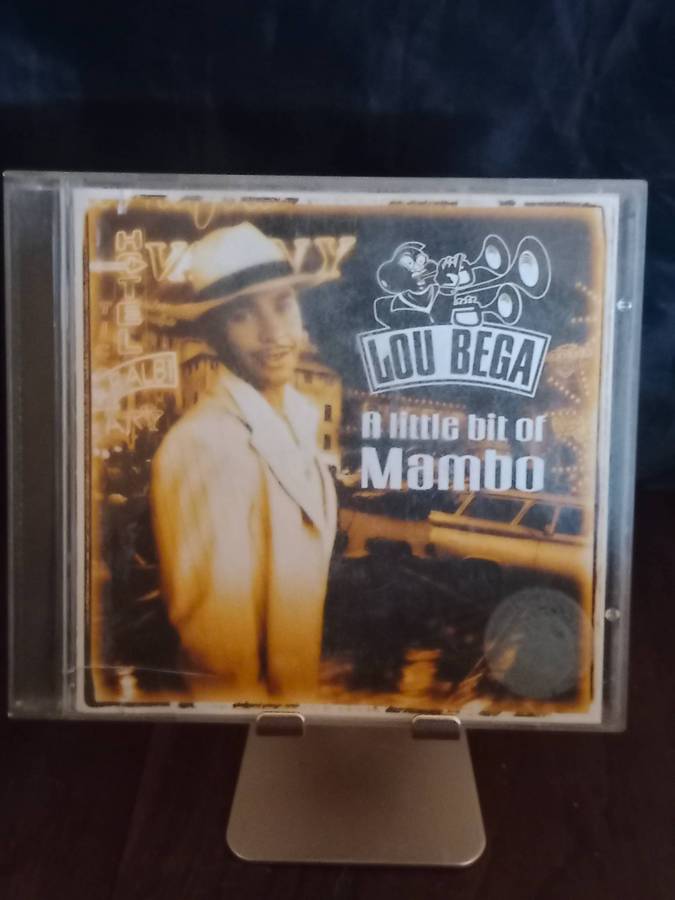 HOTEL
LOU BEGA
A little bit of
Mambo